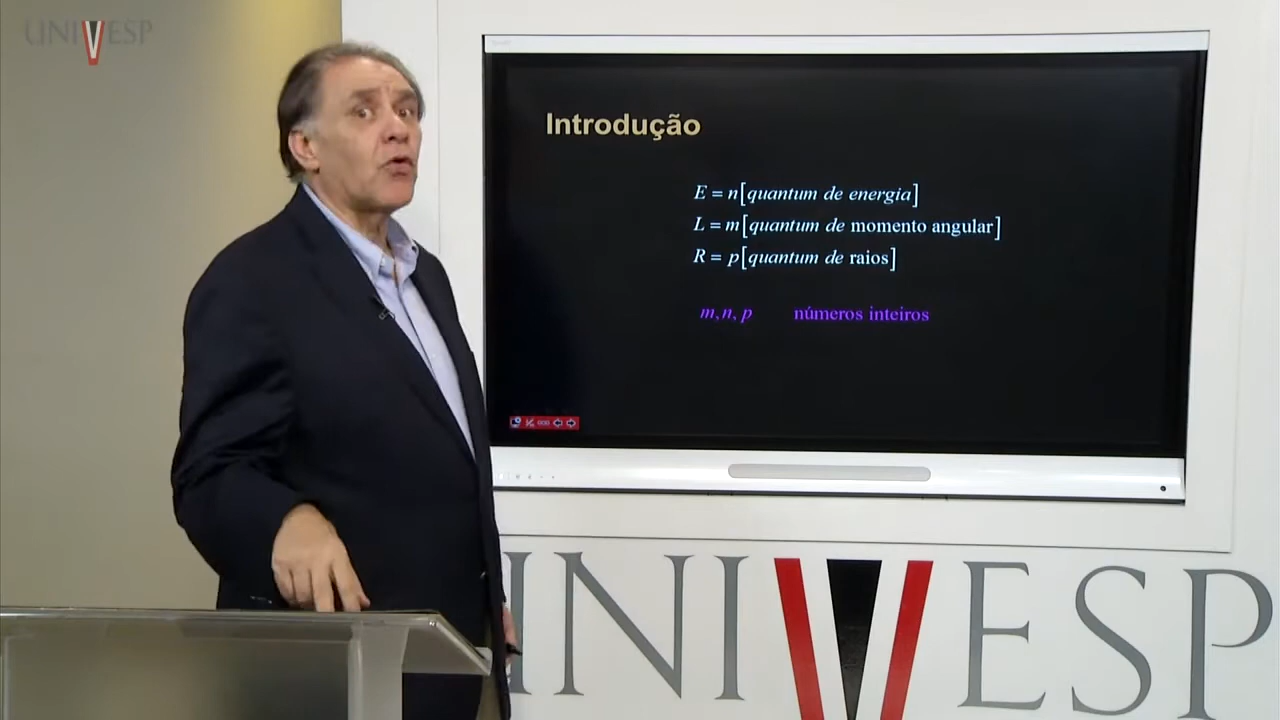 UNIVESP
Introdução
E = n[quantum de energia]
L = m[quantum de momento angular]
R = p[quantum de raios]
m, n, p números inteiros
UNIVESP